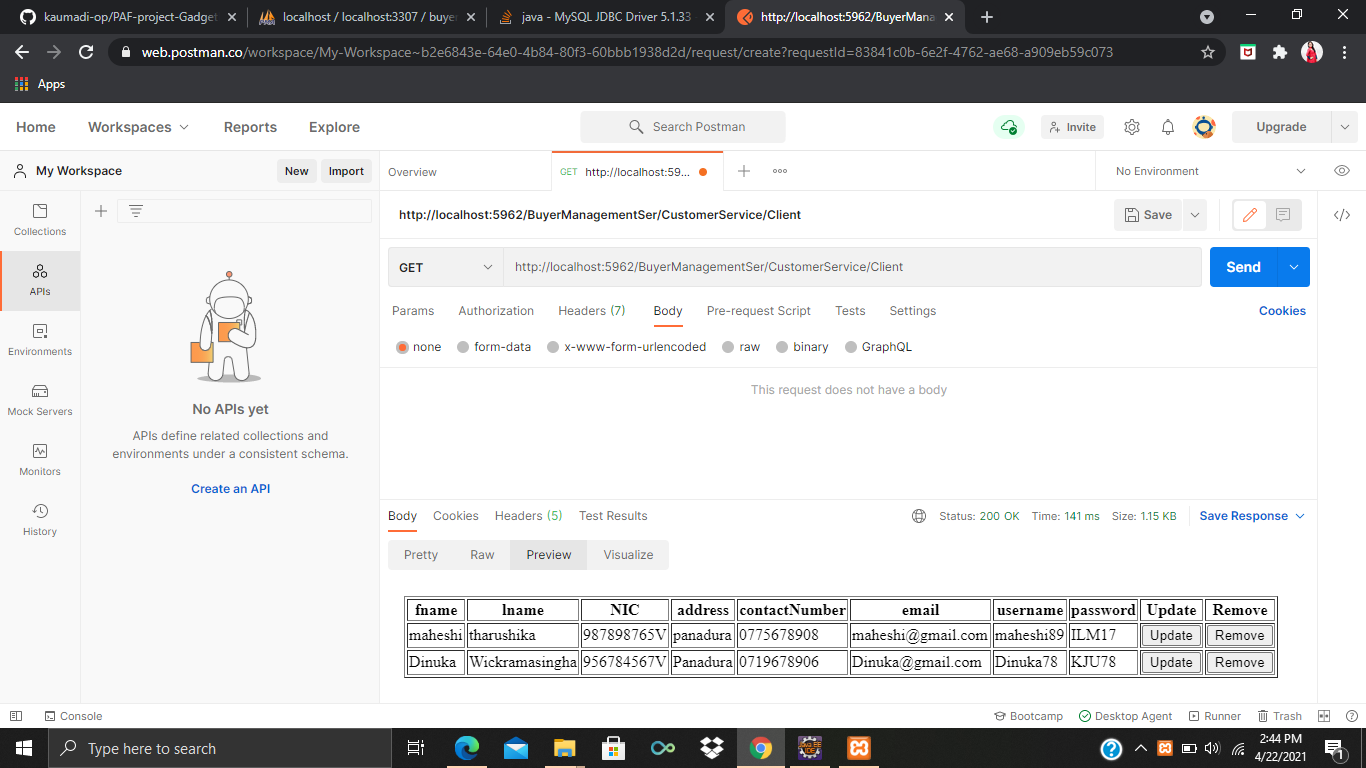 kaumadi-op/PAF-project-Gadget
localhost / localhost:3307 / buyer
java - MySQL JDBC Driver 5.1.33
http://localhost:5962/BuyerMana
web.postman.co/workspace/My-Workspace~b2e6843e-64e0-4b84-80f3-60bbb1938d2d/request/create?requestId=83841c0b-6e2f-4762-ae68-a909eb59c073
Apps
Home Workspaces Reports Explore Search Postman Invite Upgrade
My Workspace New Import Overview GET http://localhost:59... No Environment
Collections
APIs
Environments
Mock Servers
Monitors
History
No APIs yet
APIs define related collections and
environments under a consistent schema.
Create an API
http://localhost:5962/BuyerManagementSer/CustomerService/Client Save
GET http://localhost:5962/BuyerManagementSer/CustomerService/Client Send
Params Authorization Headers (7) Body Pre-request Script Tests Settings Cookies
none form-data x-www-form-urlencoded raw binary GraphQL
This request does not have a body
Body Cookies Headers (5) Test Results Status: 200 OK Time: 141 ms Size: 1.15 KB Save Response
Pretty Raw Preview Visualize
fname lname NIC address contactNumber email username password Update Remove
maheshi tharushika 987898765V panadura 0775678908 maheshi@gmail.com maheshi89 ILM17 Update Remove
Dinuka Wickramasingha 956784567V Panadura 0719678906 Dinuka@gmail.com Dinuka78 KJU78 Update Remove
Console Bootcamp Desktop Agent Runner Trash
Type here to search
2:44 PM
4/22/2021
1